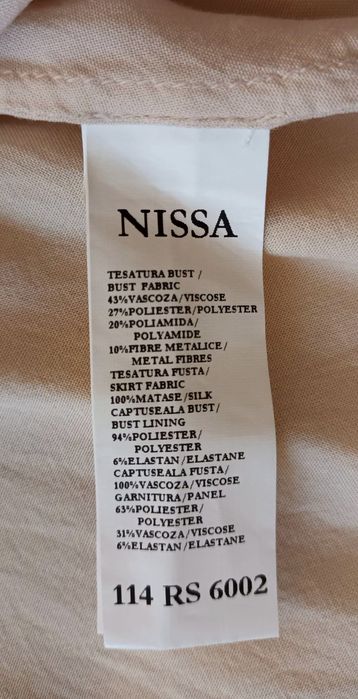 NISSA
TESATURA BUST/
BUST FABRIC
43%VASCOZA/VISCOSE
27%POLIESTER/POLYESTER
20%POLIAMIDA/
POLYAMIDE
10%FIBRE METALICE/
METAL FIBRES
TESATURA FUSTA/
SKIRT FABRIC
100%MATASE/SILK
CAPTUSEALA BUST/
BUST LINING
94%POLIESTER/
POLYESTER
6%ELASTAN/ELASTANE
CAPTUSEALA FUSTA/
100%VASCOZA/VISCOSE
GARNITURA/PANEL
63%POLIESTER/
POLYESTER
31%VASCOZA/VISCOSE
6%ELASTAN/ELASTANE
114 RS 6002